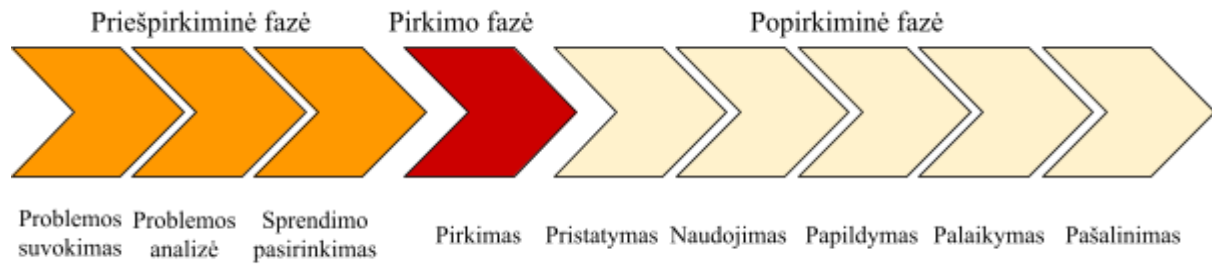 Priešpirkiminė fazė
Pirkimo fazė
Popirkiminė fazė
Problemos
suvokimas
Problemos
analizė
Sprendimo
pasirinkimas
Pirkimas
Pristatymas
Naudojimas
Papildymas
Palaikymas
Pašalinimas